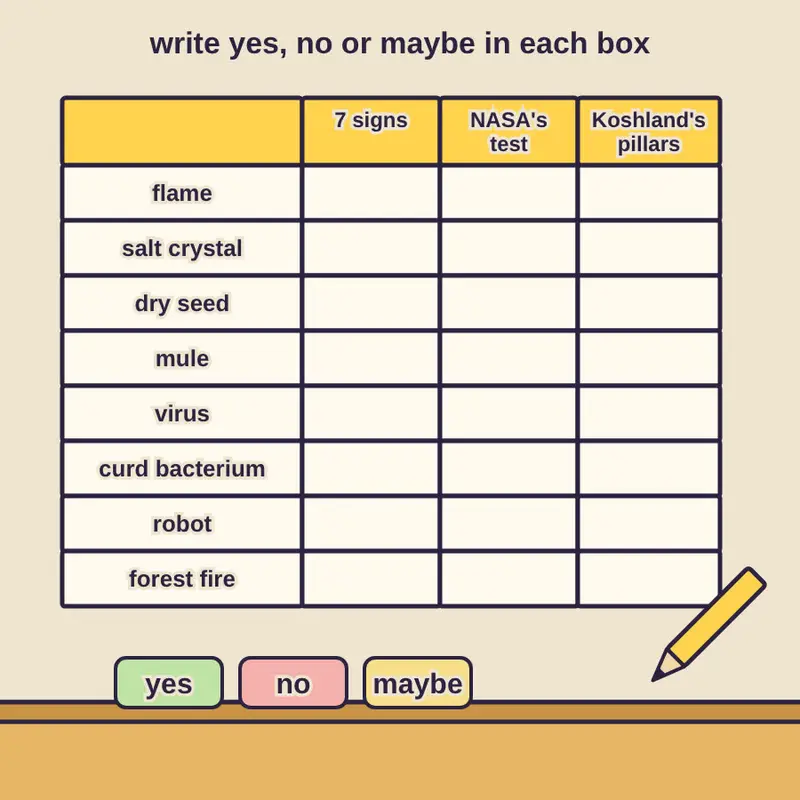 write yes, no or maybe in each box
7 signs
NASA's
test
Koshland's
pillars
flame
salt crystal
dry seed
mule
virus
curd bacterium
robot
forest fire
yes
no
maybe